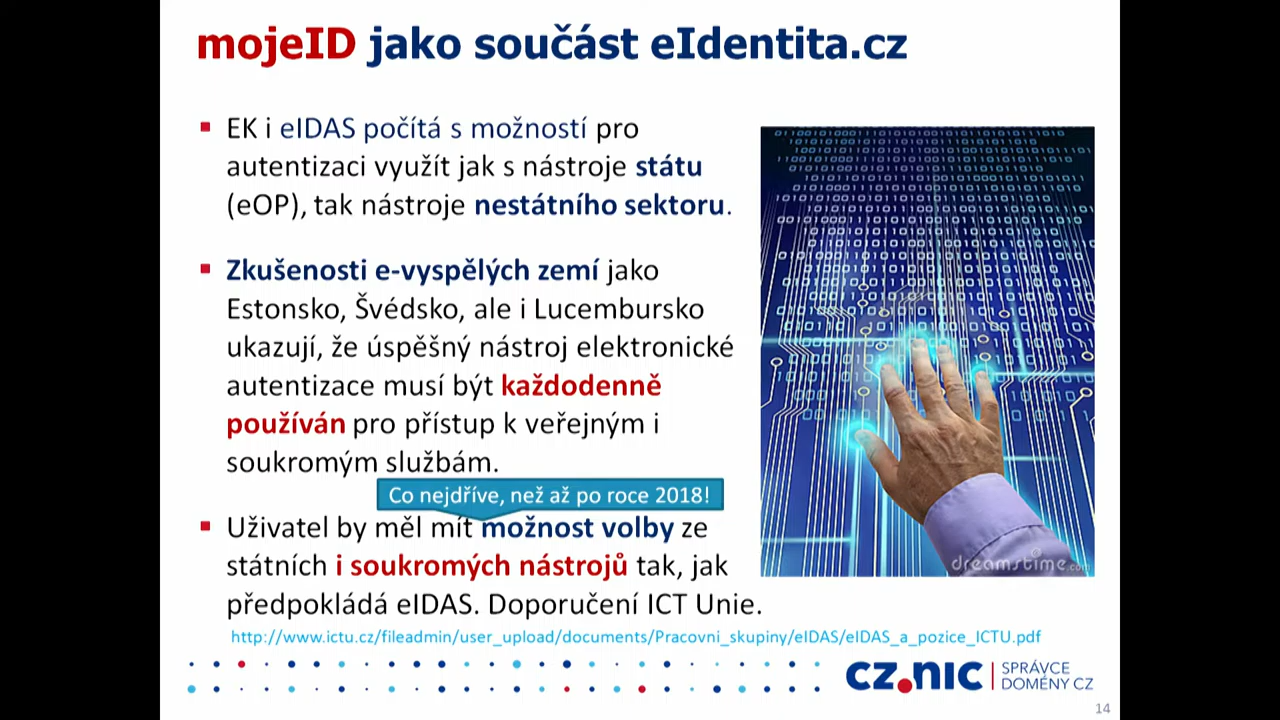 mojeID jako součást eIdentita.cz
EK i eIDAS počítá s možností pro
autentizaci využít jak s nástroje státu
(eOP), tak nástroje nestátního sektoru.
Zkušenosti e-vyspělých zemí jako
Estonsko, Švédsko, ale i Lucembursko
ukazují, že úspěšný nástroj elektronické
autentizace musí být každodenně
používán pro přístup k veřejným i
soukromým službám.
Co nejdříve, než až po roce 2018!
Uživatel by měl mít možnost volby ze
státních i soukromých nástrojů tak, jak
předpokládá eIDAS. Doporučení ICT Unie.
http://www.ictu.cz/fileadmin/user_upload/documents/Pracovni_skupiny/eIDAS/eIDAS_a_pozice_ICTU.pdf
dreamstime.com
CZ.NIC
SPRÁVCE
DOMÉNY CZ
14